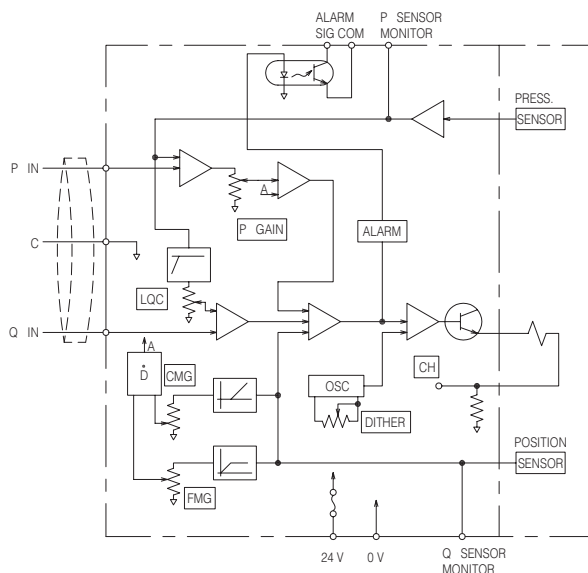 ALARM
SIG COM
P SENSOR
MONITOR
PRESS.
SENSOR
P IN
A
P GAIN
ALARM
C
LQC
Q IN
A
D
CMG
OSC
CH
DITHER
POSITION
SENSOR
FMG
24 V
0 V
Q SENSOR
MONITOR